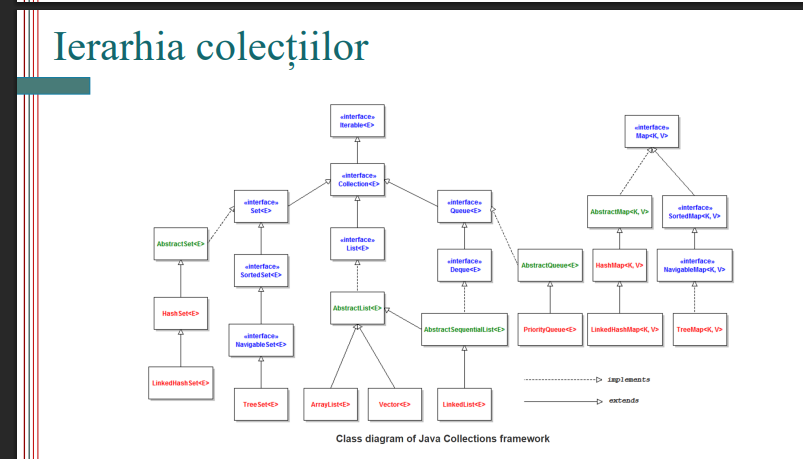 Ierarhia colecțiilor
«interface»
Iterable<E>
«interface»
Map<K, V>
«interface»
Collection<E>
«interface»
Set<E>
«interface»
Queue<E>
AbstractMap<K, V>
«interface»
SortedMap<K, V>
AbstractSet<E>
«interface»
List<E>
«interface»
SortedSet<E>
«interface»
Deque<E>
AbstractQueue<E>
HashMap<K, V>
«interface»
NavigableMap<K, V>
HashSet<E>
AbstractList<E>
«interface»
NavigableSet<E>
AbstractSequentialList<E>
PriorityQueue<E>
LinkedHashMap<K, V>
TreeMap<K, V>
LinkedHashSet<E>
TreeSet<E>
ArrayList<E>
Vector<E>
LinkedList<E>
implements
extends
Class diagram of Java Collections framework